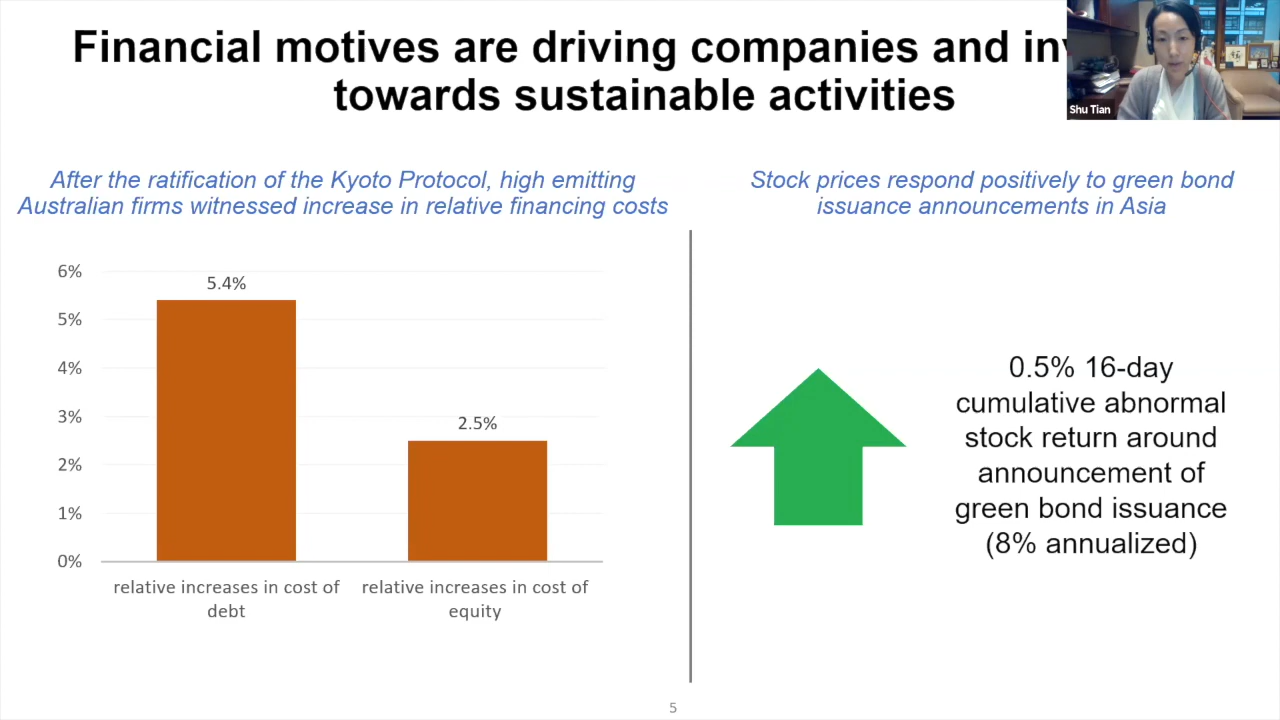 Financial motives are driving companies and
towards sustainable activities
Shu Tian
After the ratification of the Kyoto Protocol, high emitting
Australian firms witnessed increase in relative financing costs
6%
5%
4%
3%
2%
1%
0%
5.4%
2.5%
relative increases in cost of
debt
relative increases in cost of
equity
Stock prices respond positively to green bond
issuance announcements in Asia
0.5% 16-day
cumulative abnormal
stock return around
announcement of
green bond issuance
(8% annualized)
5